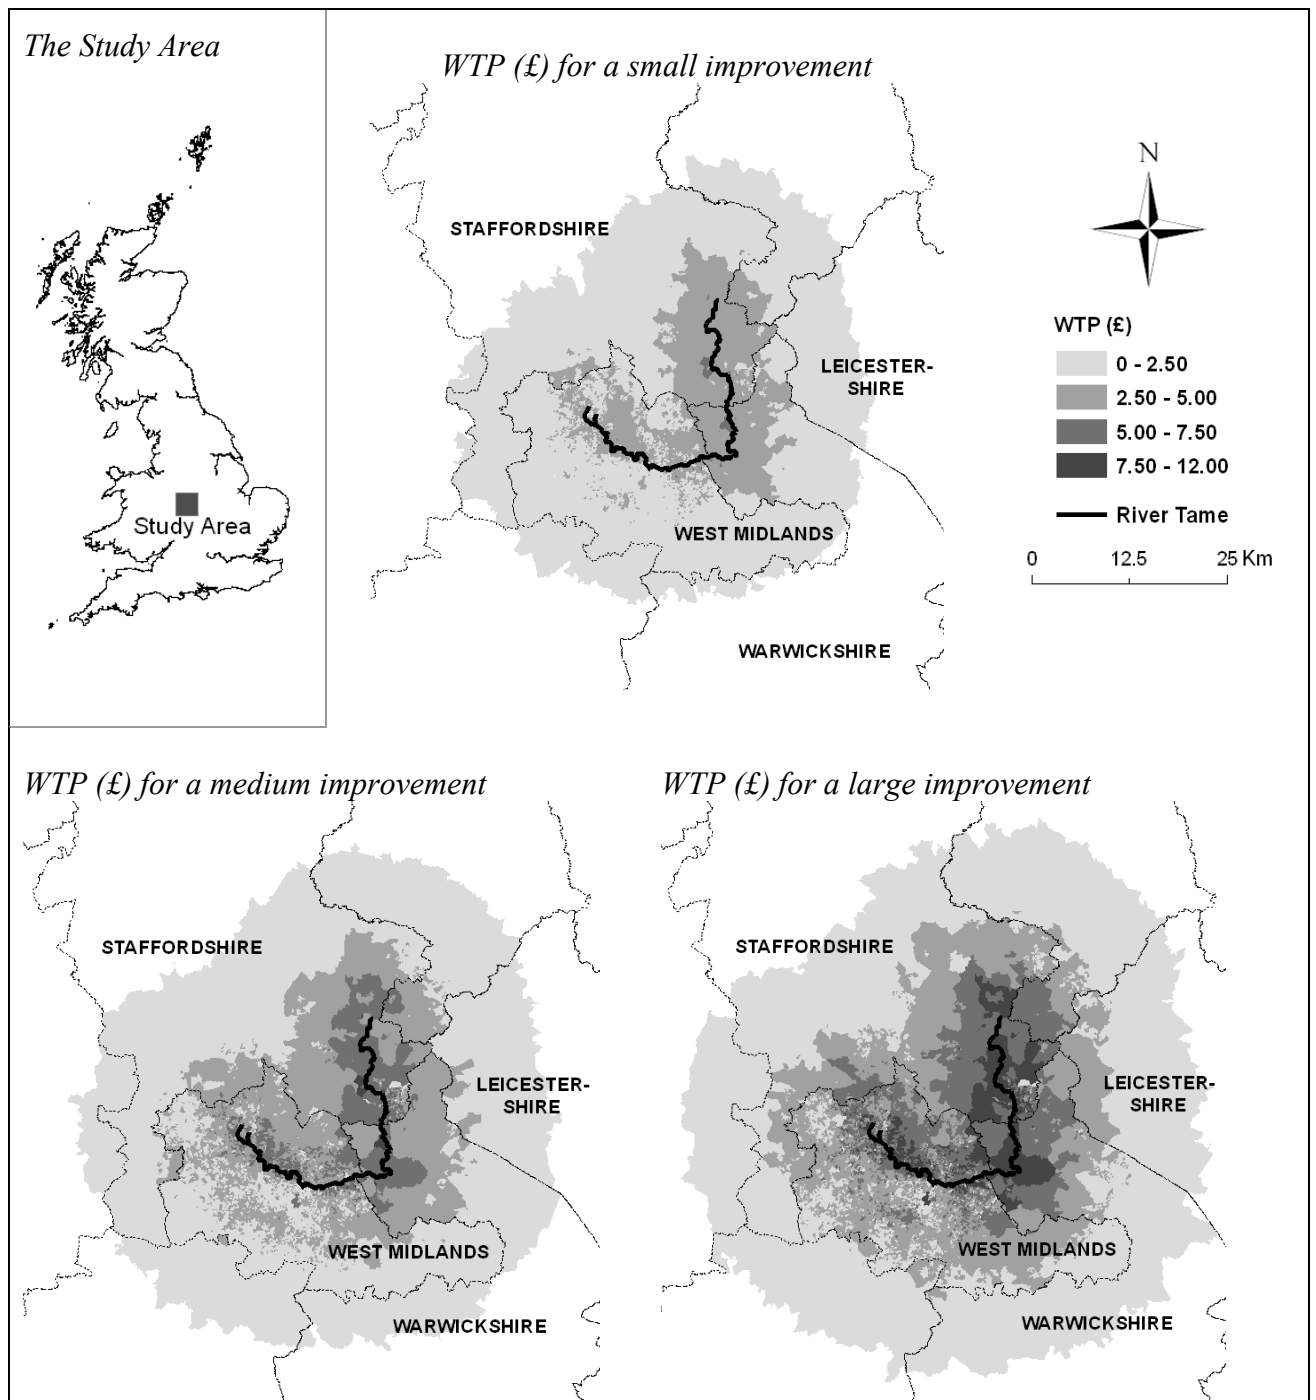 The Study Area
Study Area
WTP (£) for a small improvement
STAFFORDSHIRE
LEICESTER-
SHIRE
WEST MIDLANDS
WARWICKSHIRE
N
WTP (£)
0 - 2.50
2.50 - 5.00
5.00 - 7.50
7.50 - 12.00
River Tame
0 12.5 25 Km
WTP (£) for a medium improvement
STAFFORDSHIRE
LEICESTER-
SHIRE
WEST MIDLANDS
WARWICKSHIRE
WTP (£) for a large improvement
STAFFORDSHIRE
LEICESTER-
SHIRE
WEST MIDLANDS
WARWICKSHIRE